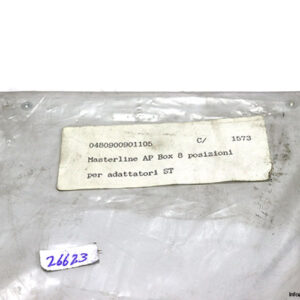 0480900901105 C/ 1573
Masterline AP Box 8 posizioni
per adattatori ST
26623